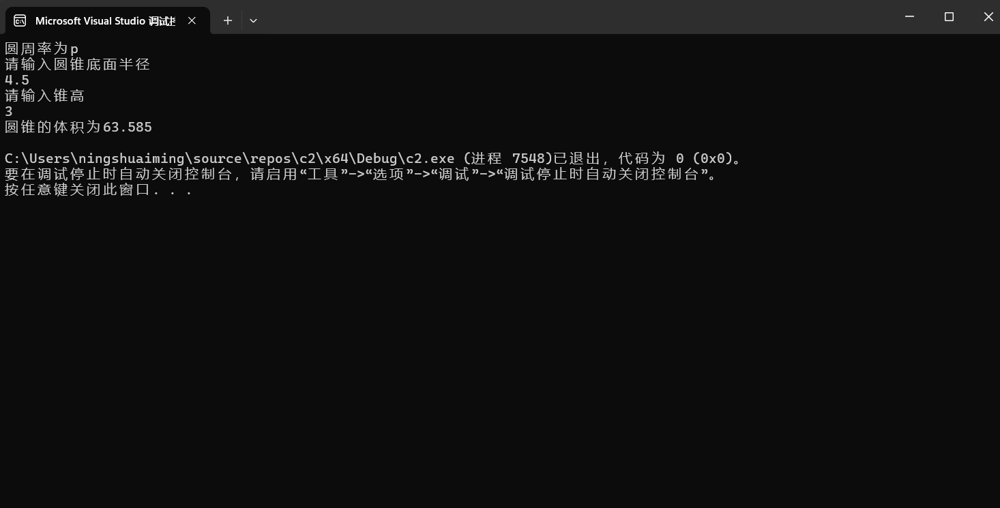 Microsoft Visual Studio 调试
圆周率为p
请输入圆锥底面半径
4.5
请输入锥高
3
圆锥的体积为63.585
C:\Users\ningshuaiming\source\repos\c2\x64\Debug\c2.exe (进程 7548)已退出，代码为 0 (0x0)。
要在调试停止时自动关闭控制台，请启用“工具”->“选项”->“调试”->“调试停止时自动关闭控制台”。
按任意键关闭此窗口. . .